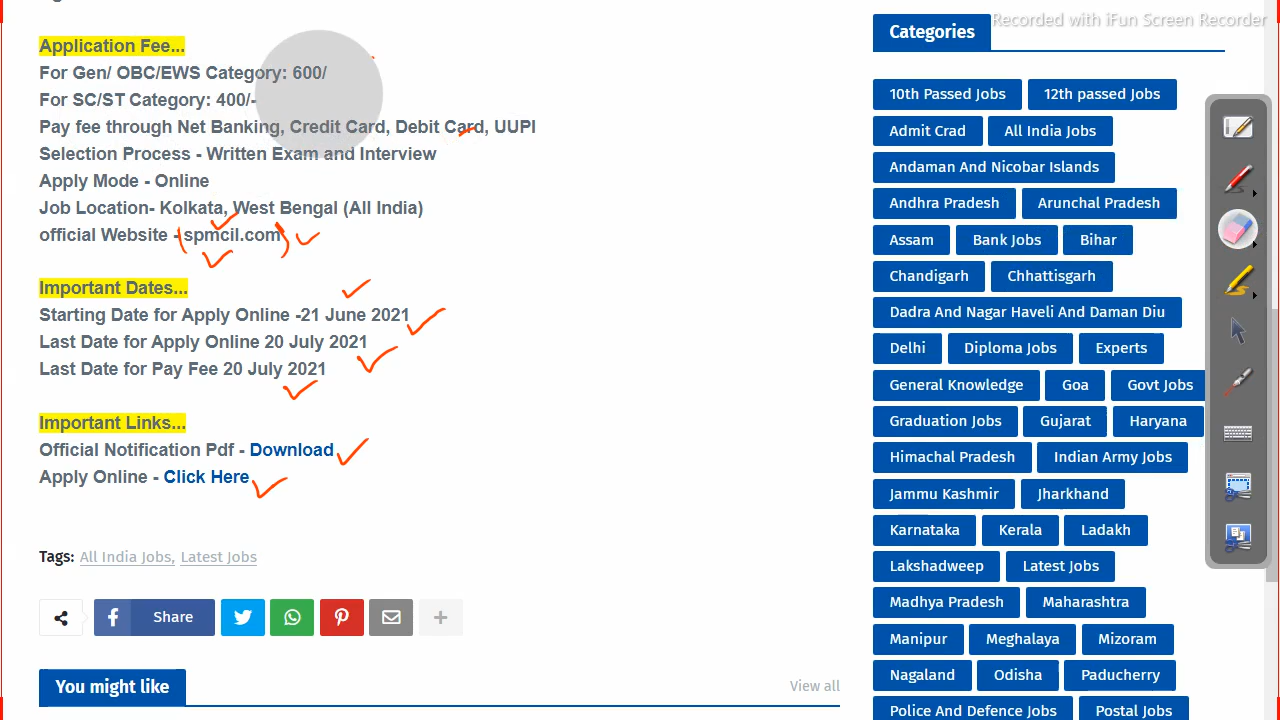 Recorded with iFun Screen Recorder
Application Fee...
For Gen/ OBC/EWS Category: 600/
For SC/ST Category: 400/-
Pay fee through Net Banking, Credit Card, Debit Card, UUPI
Selection Process - Written Exam and Interview
Apply Mode - Online
Job Location- Kolkata, West Bengal (All India)
official Website - spmcil.com
Important Dates...
Starting Date for Apply Online -21 June 2021
Last Date for Apply Online 20 July 2021
Last Date for Pay Fee 20 July 2021
Important Links...
Official Notification Pdf - Download
Apply Online - Click Here
Tags: All India Jobs, Latest Jobs
Share
You might like
View all
Categories
10th Passed Jobs 12th passed Jobs
Admit Crad All India Jobs
Andaman And Nicobar Islands
Andhra Pradesh Arunchal Pradesh
Assam Bank Jobs Bihar
Chandigarh Chhattisgarh
Dadra And Nagar Haveli And Daman Diu
Delhi Diploma Jobs Experts
General Knowledge Goa Govt Jobs
Graduation Jobs Gujarat Haryana
Himachal Pradesh Indian Army Jobs
Jammu Kashmir Jharkhand
Karnataka Kerala Ladakh
Lakshadweep Latest Jobs
Madhya Pradesh Maharashtra
Manipur Meghalaya Mizoram
Nagaland Odisha Paducherry
Police And Defence Jobs Postal Jobs